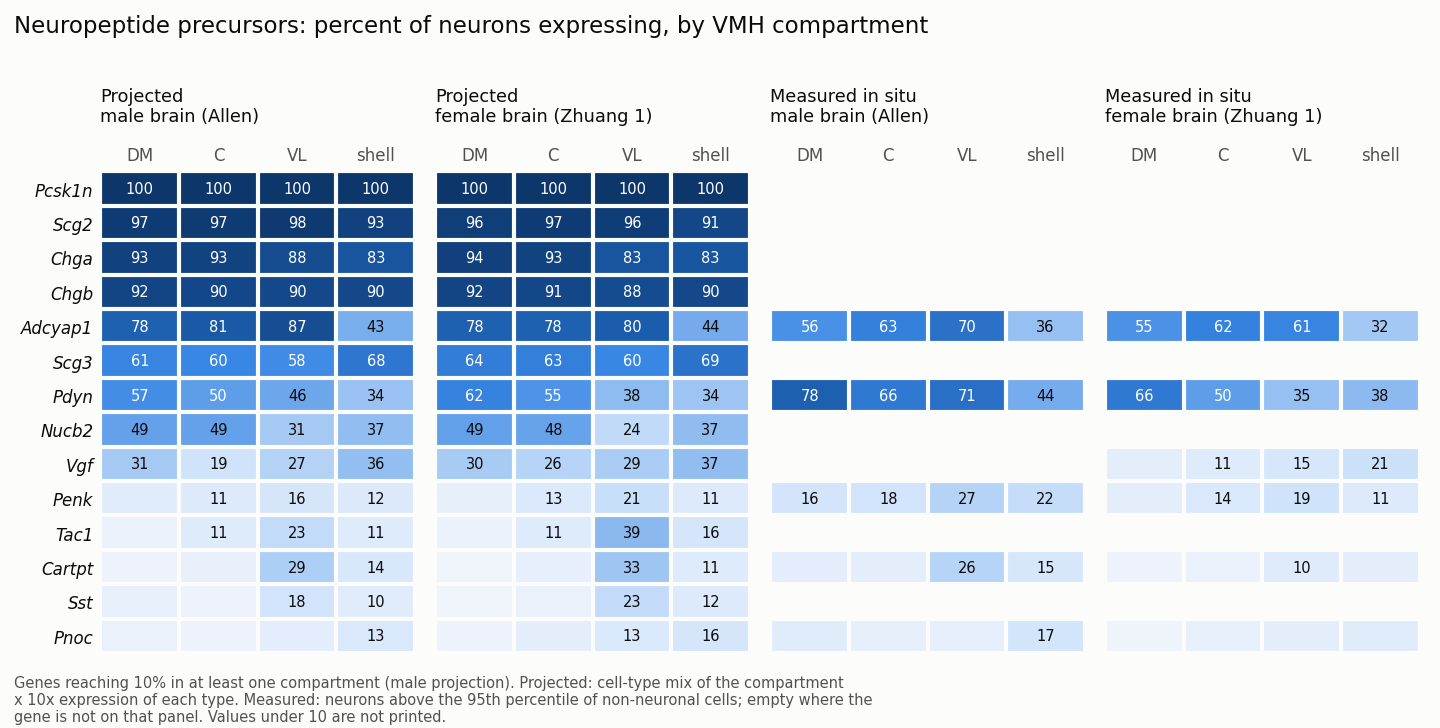 Neuropeptide precursors: percent of neurons expressing, by VMH compartment
Projected
male brain (Allen)
Projected
female brain (Zhuang 1)
Measured in situ
male brain (Allen)
Measured in situ
female brain (Zhuang 1)
DM C VL shell DM C VL shell DM C VL shell DM C VL shell
Pcsk1n 100 100 100 100 100 100 100 100
Scg2 97 97 98 93 96 97 96 91
Chga 93 93 88 83 94 93 83 83
Chgb 92 90 90 90 92 91 88 90
Adcyap1 78 81 87 43 78 78 80 44 56 63 70 36 55 62 61 32
Scg3 61 60 58 68 64 63 60 69
Pdyn 57 50 46 34 62 55 38 34 78 66 71 44 66 50 35 38
Nucb2 49 49 31 37 49 48 24 37
Vgf 31 19 27 36 30 26 29 37 11 15 21
Penk 11 16 12 13 21 11 16 18 27 22 14 19 11
Tac1 11 23 11 11 39 16
Cartpt 29 14 33 11 26 15 10
Sst 18 10 23 12
Pnoc 13 13 16 17
Genes reaching 10% in at least one compartment (male projection). Projected: cell-type mix of the compartment
x 10x expression of each type. Measured: neurons above the 95th percentile of non-neuronal cells; empty where the
gene is not on that panel. Values under 10 are not printed.